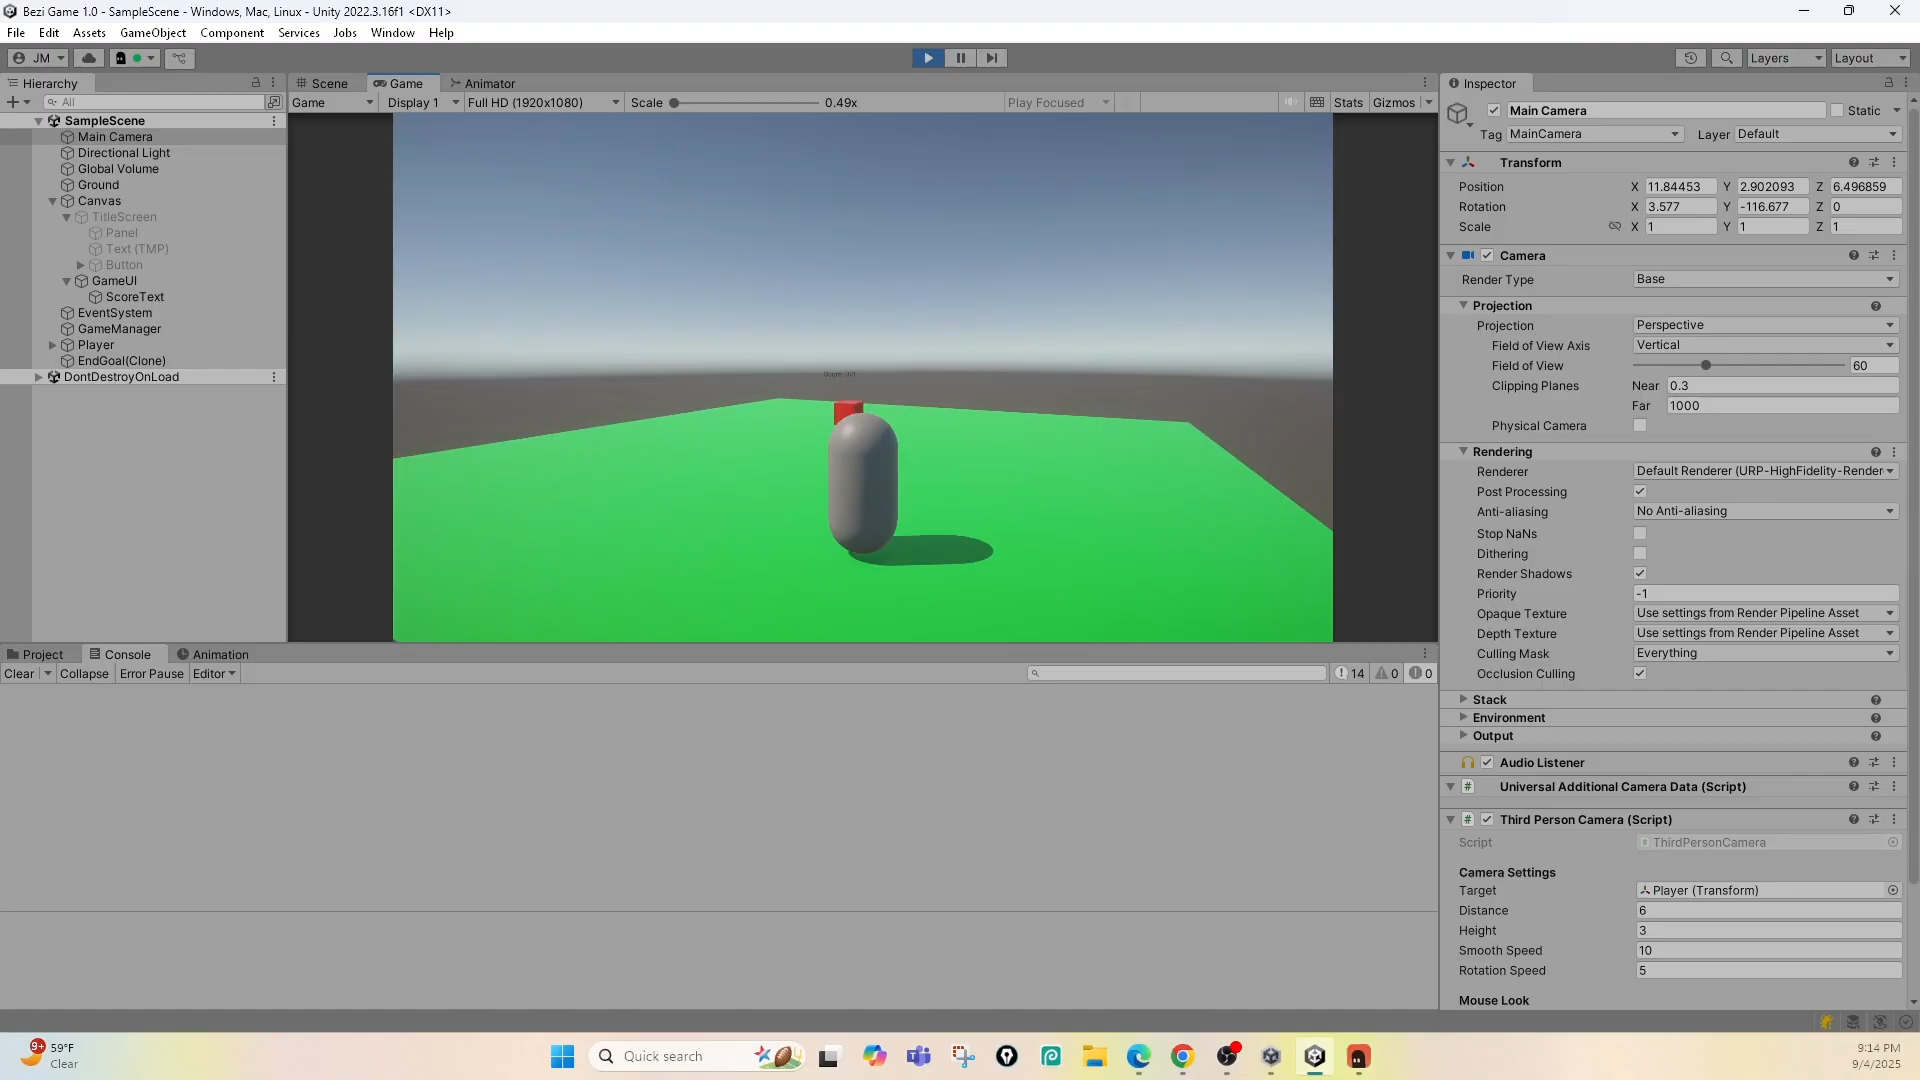 Bezi Game 1.0 - SampleScene - Windows, Mac, Linux - Unity 2022.3.16f1 <DX11>
File Edit Assets GameObject Component Services Jobs Window Help
JM Layers Layout
Hierarchy Scene Game Animator Inspector
All Game Display 1 Full HD (1920x1080) Scale 0.49x Play Focused Stats Gizmos
SampleScene
Main Camera
Directional Light
Global Volume
Ground
Canvas
TitleScreen
Panel
Text (TMP)
Button
GameUI
ScoreText
EventSystem
GameManager
Player
EndGoal(Clone)
DontDestroyOnLoad
Score: 3/3
Main Camera Static
Tag MainCamera Layer Default
Transform
Position X 11.84453 Y 2.902093 Z 6.496859
Rotation X 3.577 Y -116.677 Z 0
Scale X 1 Y 1 Z 1
Camera
Render Type Base
Projection
Projection Perspective
Field of View Axis Vertical
Field of View 60
Clipping Planes Near 0.3
Far 1000
Physical Camera
Rendering
Renderer Default Renderer (URP-HighFidelity-Render
Post Processing
Anti-aliasing No Anti-aliasing
Stop NaNs
Dithering
Render Shadows
Priority -1
Opaque Texture Use settings from Render Pipeline Asset
Depth Texture Use settings from Render Pipeline Asset
Culling Mask Everything
Occlusion Culling
Stack
Environment
Output
Audio Listener
# Universal Additional Camera Data (Script)
# Third Person Camera (Script)
Script # ThirdPersonCamera
Camera Settings
Target Player (Transform)
Distance 6
Height 3
Smooth Speed 10
Rotation Speed 5
Mouse Look
Project Console Animation
Clear Collapse Error Pause Editor 14 0 0
9+ 59°F
Clear
Quick search
9:14 PM
9/4/2025